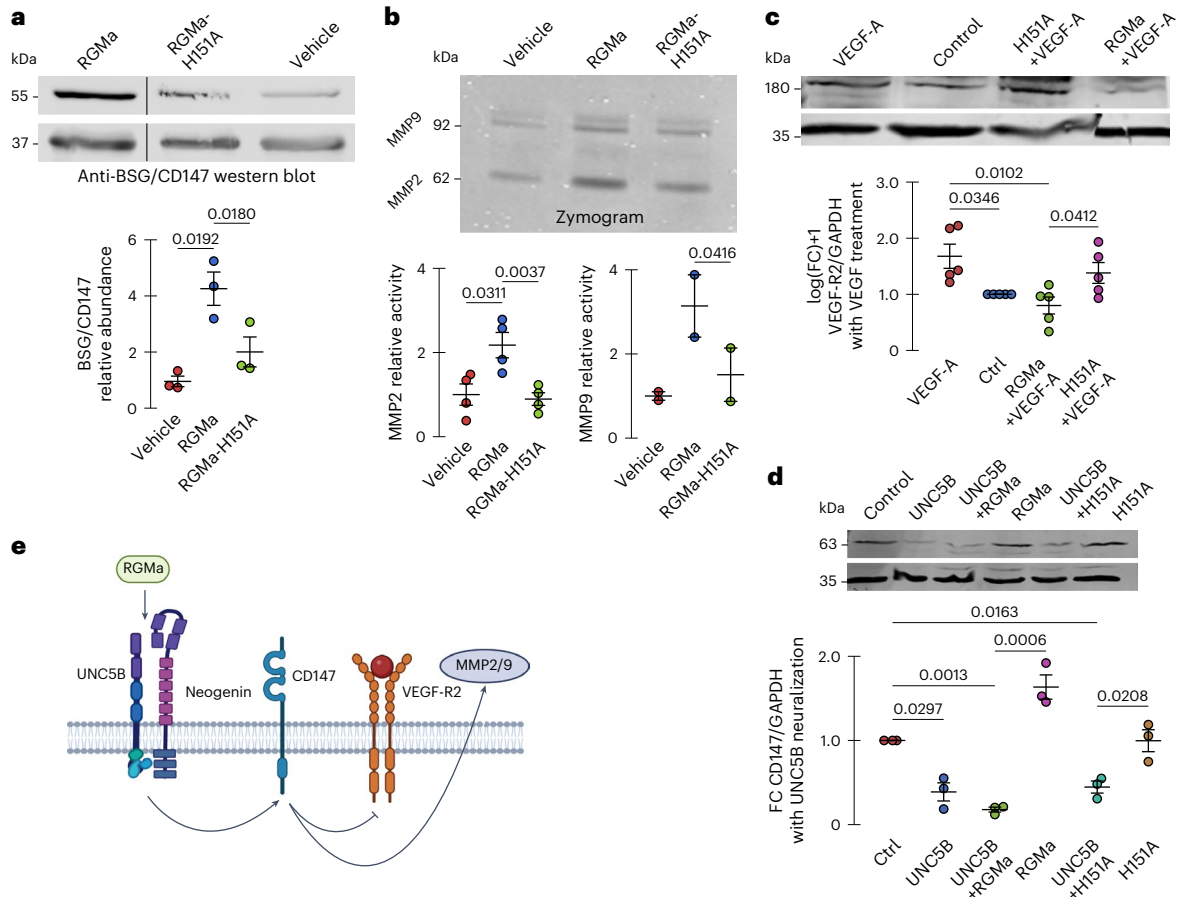 a
kDa
RGMa
RGMa-
H151A
Vehicle
55
37
Anti-BSG/CD147 western blot
0.0180
0.0192
BSG/CD147
relative abundance
6
4
2
0
Vehicle
RGMa
RGMa-H151A
b
kDa
Vehicle
RGMa
RGMa-
H151A
MMP9
92
MMP2
62
Zymogram
MMP2 relative activity
4
2
0
0.0037
0.0311
Vehicle
RGMa
RGMa-H151A
MMP9 relative activity
4
2
0
0.0416
Vehicle
RGMa
RGMa-H151A
c
kDa
VEGF-A
Control
H151A
+VEGF-A
RGMa
+VEGF-A
180
35
log(FC)+1
VEGF-R2/GAPDH
with VEGF treatment
3.0
2.0
1.0
0
0.0102
0.0346
0.0412
VEGF-A
Ctrl
RGMa
+VEGF-A
H151A
+VEGF-A
d
kDa
Control
UNC5B
UNC5B
+RGMa
RGMa
UNC5B
+H151A
H151A
63
35
FC CD147/GAPDH
with UNC5B neuralization
2.0
1.0
0
0.0163
0.0006
0.0013
0.0297
0.0208
Ctrl
UNC5B
UNC5B
+RGMa
RGMa
UNC5B
+H151A
H151A
e
RGMa
UNC5B
Neogenin
CD147
VEGF-R2
MMP2/9